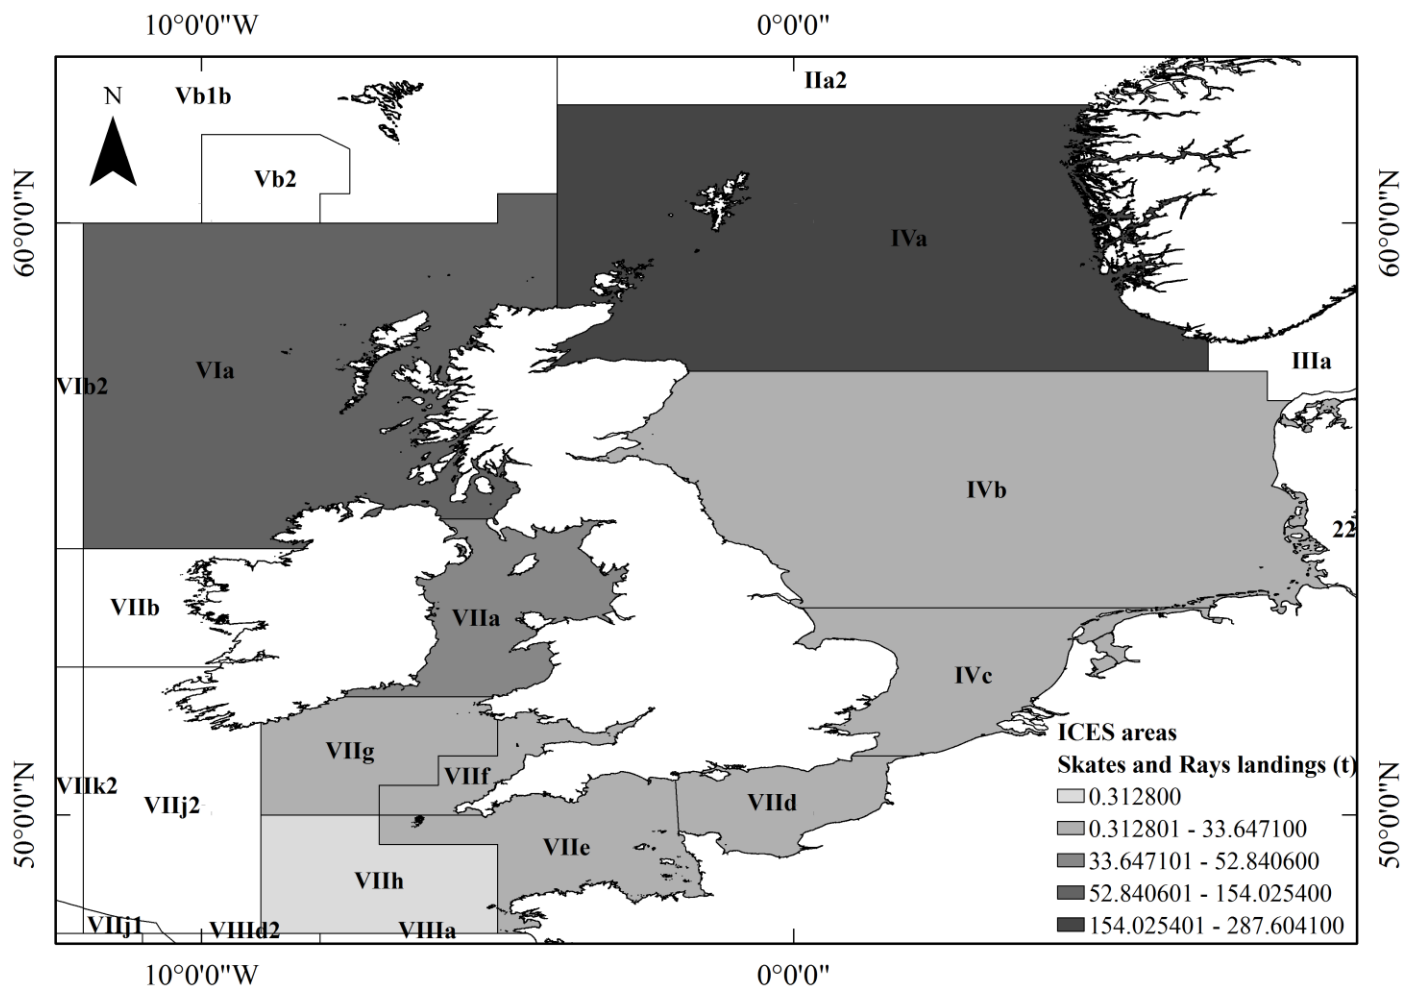 10°0'0"W 0°0'0"
N
Vb1b
IIa2
Vb2
60°0'0"N
60°0'0"N
IVa
VIa
IIIa
VIb2
IVb
22
VIIb
VIIa
IVc
ICES areas
Skates and Rays landings (t)
0.312800
0.312801 - 33.647100
33.647101 - 52.840600
52.840601 - 154.025400
154.025401 - 287.604100
VIIg
VIIf
VIId
VIIk2
VIIj2
50°0'0"N
50°0'0"N
VIIe
VIIh
VIIj1
VIIId2
VIIIa
10°0'0"W 0°0'0"